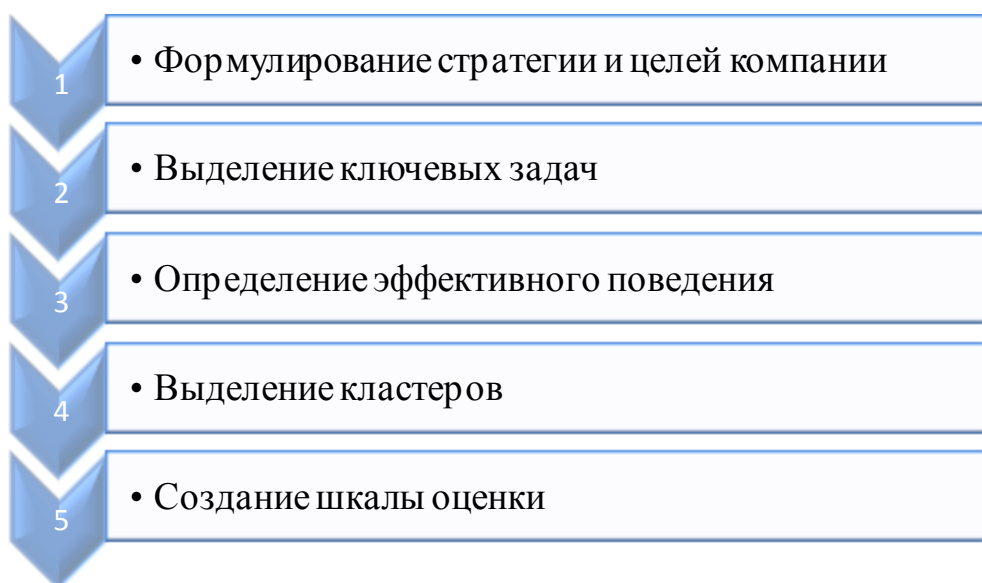 1 • Формулирование стратегии и целей компании
2 • Выделение ключевых задач
3 • Определение эффективного поведения
4 • Выделение кластеров
5 • Создание шкалы оценки